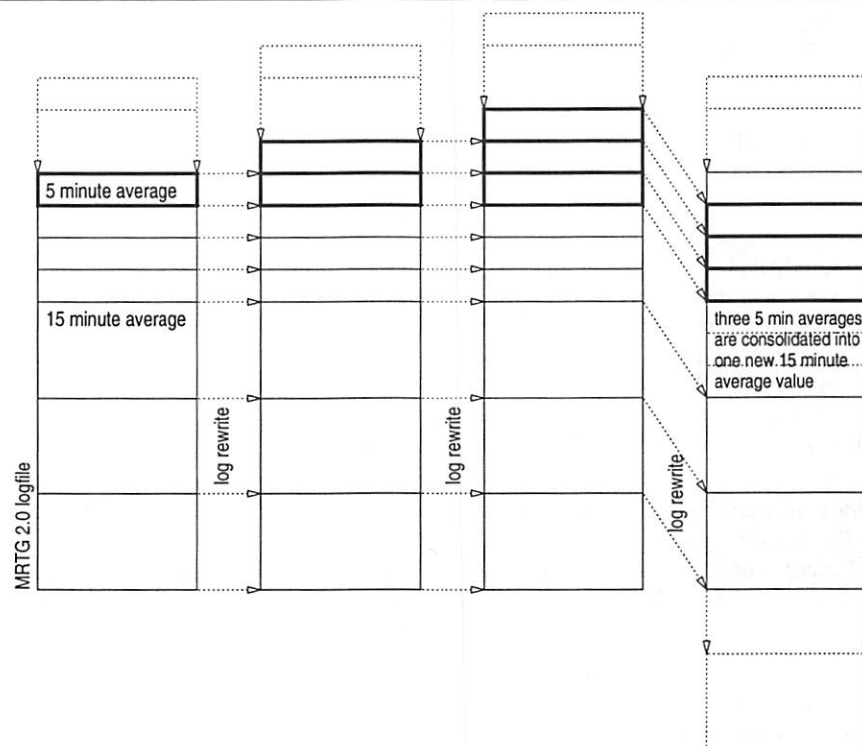 5 minute average
15 minute average
three 5 min averages
are consolidated into
one new 15 minute
average value
log rewrite
log rewrite
log rewrite
MRTG 2.0 logfile